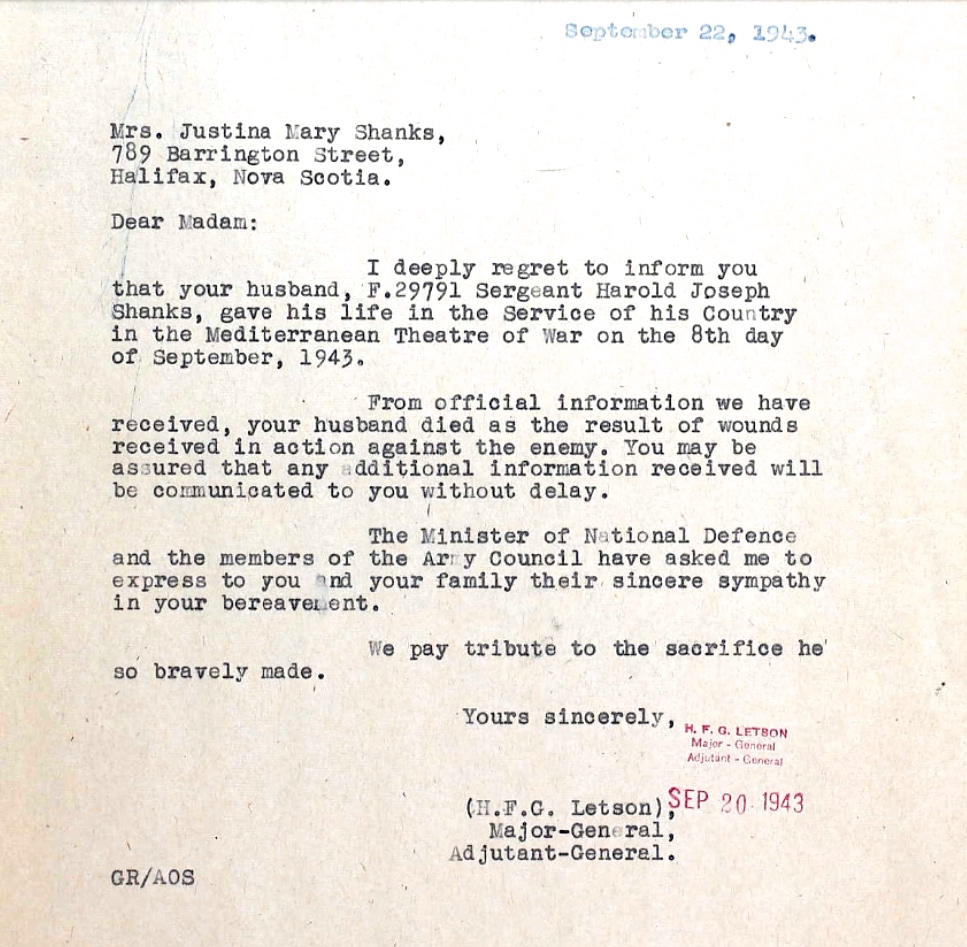 September 22, 1943.
Mrs. Justina Mary Shanks,
789 Barrington Street,
Halifax, Nova Scotia.
Dear Madam:
I deeply regret to inform you
that your husband, F.29791 Sergeant Harold Joseph
Shanks, gave his life in the Service of his Country
in the Mediterranean Theatre of War on the 8th day
of September, 1943.
From official information we have
received, your husband died as the result of wounds
received in action against the enemy. You may be
assured that any additional information received will
be communicated to you without delay.
The Minister of National Defence
and the members of the Army Council have asked me to
express to you and your family their sincere sympathy
in your bereavement.
We pay tribute to the sacrifice he
so bravely made.
Yours sincerely,
H. F. G. LETSON
Major - General
Adjutant - General
(H.F.G. Letson),
SEP 20 1943
Major-General,
Adjutant-General.
GR/AOS